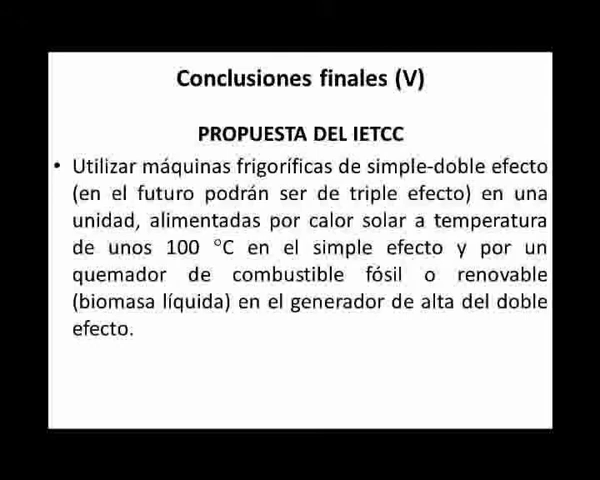 Conclusiones finales (V)
PROPUESTA DEL IETCC
• Utilizar máquinas frigoríficas de simple-doble efecto
(en el futuro podrán ser de triple efecto) en una
unidad, alimentadas por calor solar a temperatura
de unos 100 °C en el simple efecto y por un
quemador de combustible fósil o renovable
(biomasa líquida) en el generador de alta del doble
efecto.